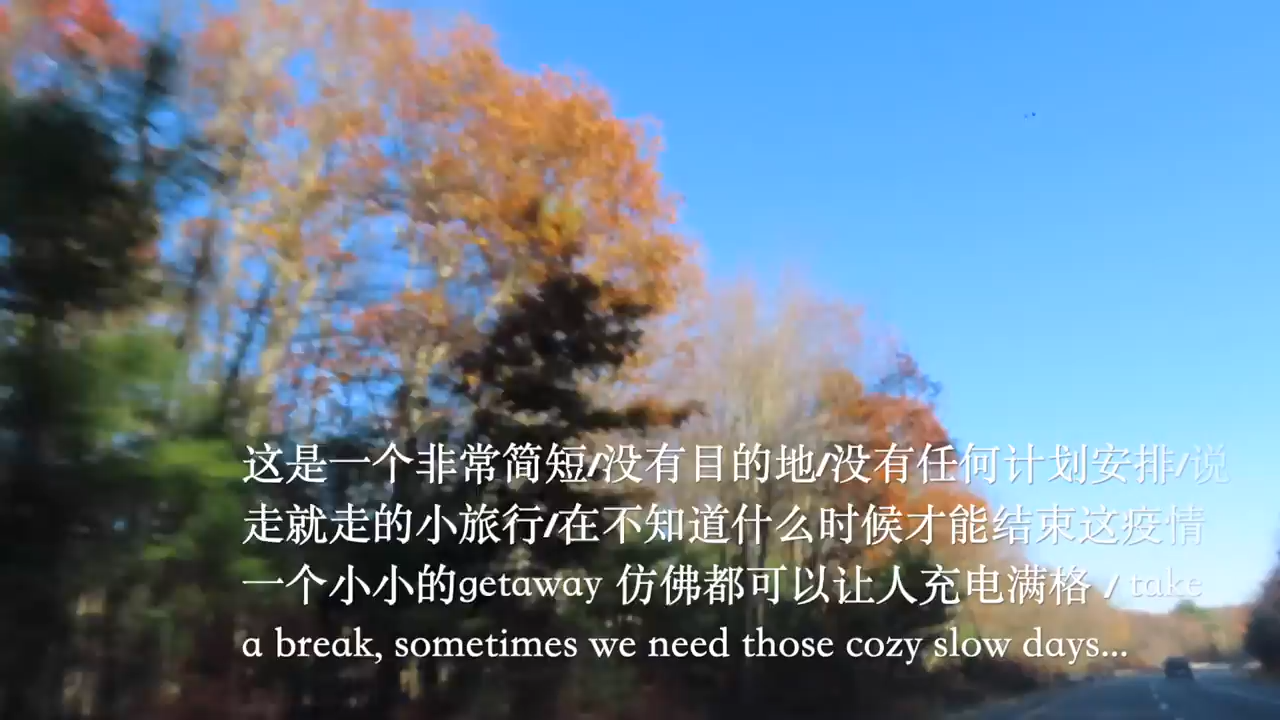 这是一个非常简短/没有目的地/没有任何计划安排/说
走就走的小旅行/在不知道什么时候才能结束这疫情
一个小小的getaway 仿佛都可以让人充电满格 / take
a break, sometimes we need those cozy slow days...